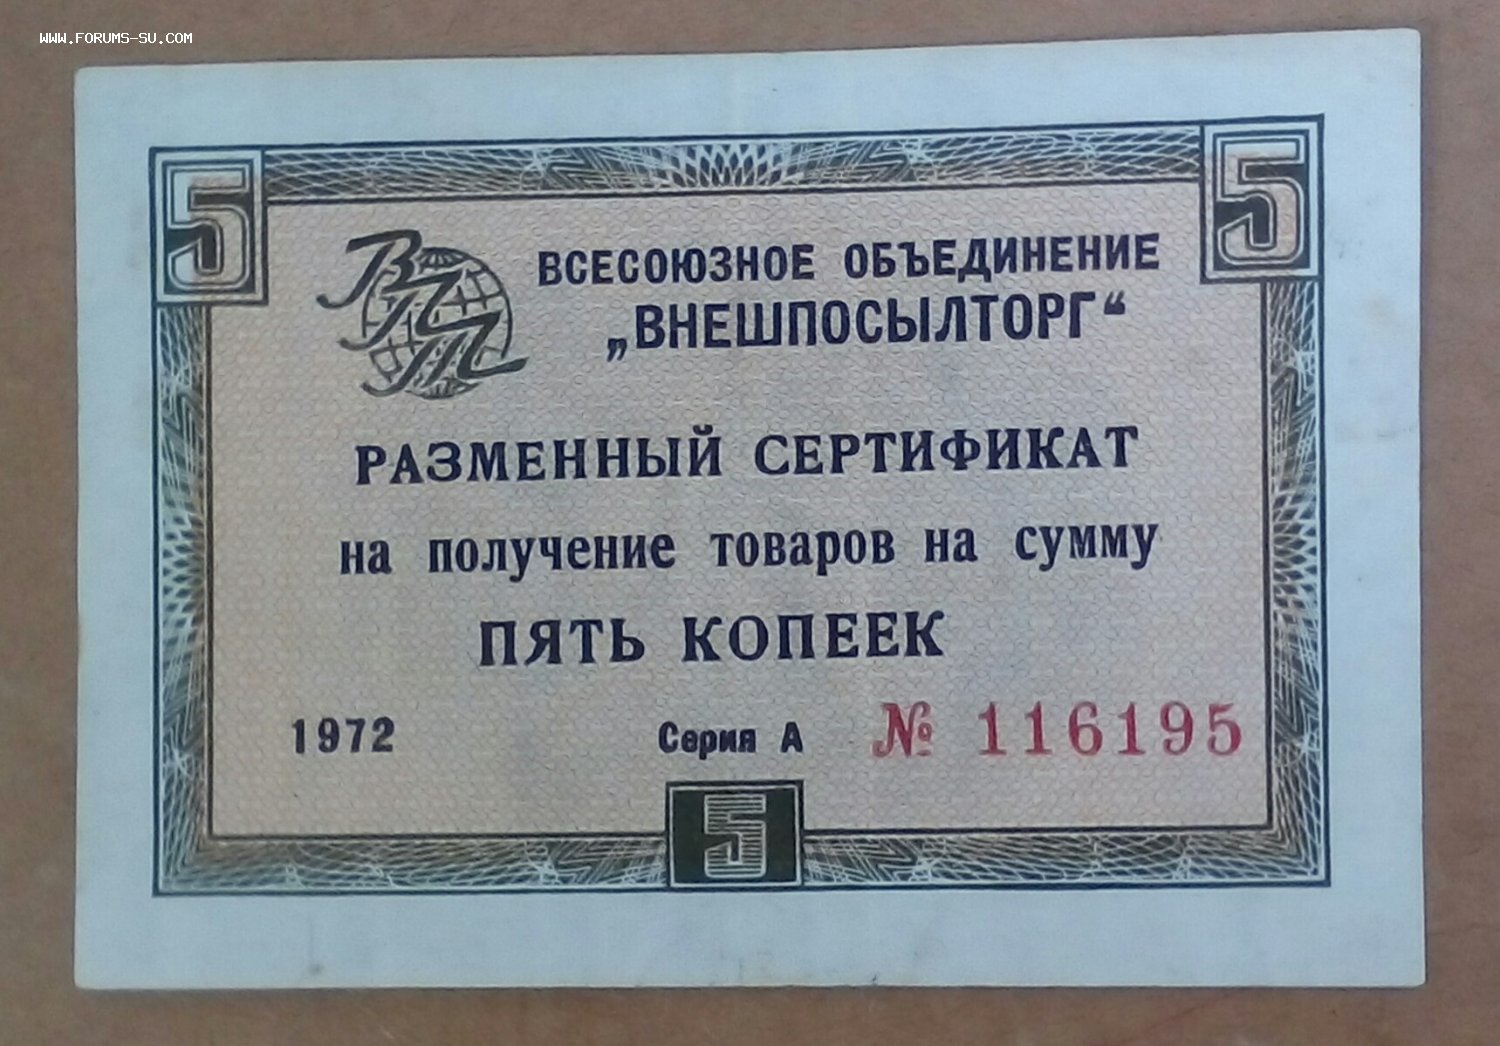 WWW.FORUMS-SU.COM
5 5
ВПТ
ВСЕСОЮЗНОЕ ОБЪЕДИНЕНИЕ
„ВНЕШПОСЫЛТОРГ“
РАЗМЕННЫЙ СЕРТИФИКАТ
на получение товаров на сумму
ПЯТЬ КОПЕЕК
1972 Серия А № 116195
5